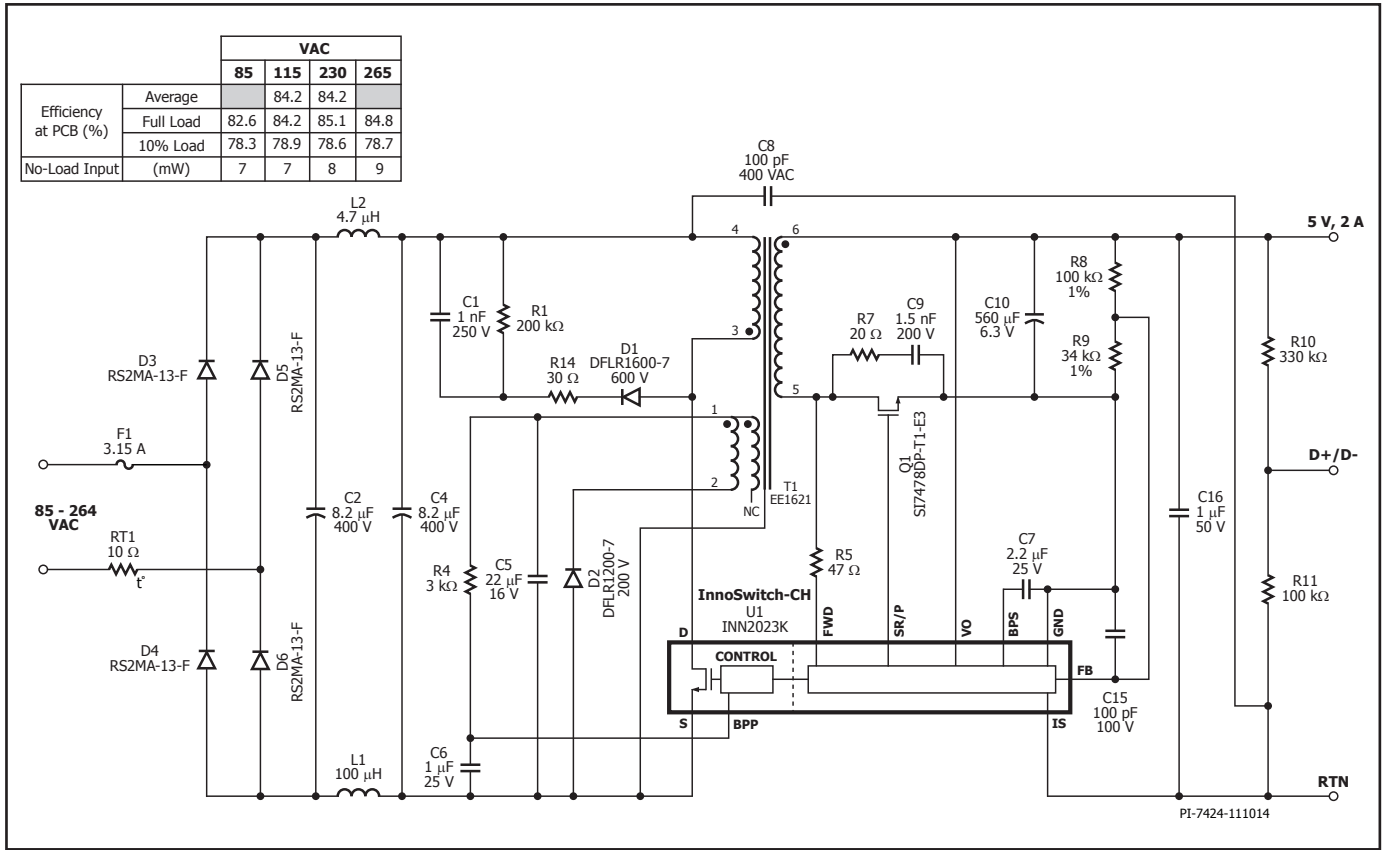 VAC
85 115 230 265
Efficiency at PCB (%)
Average 84.2 84.2
Full Load 82.6 84.2 85.1 84.8
10% Load 78.3 78.9 78.6 78.7
No-Load Input (mW) 7 7 8 9
C8
100 pF
400 VAC
L2
4.7 μH
4
6
5 V, 2 A
C1
1 nF
250 V
R1
200 kΩ
3
R14
30 Ω
D1
DFLR1600-7
600 V
R7
20 Ω
C9
1.5 nF
200 V
C10
560 μF
6.3 V
R8
100 kΩ
1%
R9
34 kΩ
1%
R10
330 kΩ
D3
RS2MA-13-F
D5
RS2MA-13-F
5
1
2
NC
T1
EE1621
Q1
SI7478DP-T1-E3
F1
3.15 A
85 - 264
VAC
RT1
10 Ω
t°
C2
8.2 μF
400 V
C4
8.2 μF
400 V
D+/D-
C16
1 μF
50 V
R4
3 kΩ
C5
22 μF
16 V
D2
DFLR1200-7
200 V
R5
47 Ω
C7
2.2 μF
25 V
R11
100 kΩ
InnoSwitch-CH
U1
INN2023K
D
FWD
SR/P
VO
BPS
GND
CONTROL
FB
S
BPP
IS
C15
100 pF
100 V
D4
RS2MA-13-F
D6
RS2MA-13-F
L1
100 μH
C6
1 μF
25 V
RTN
PI-7424-111014